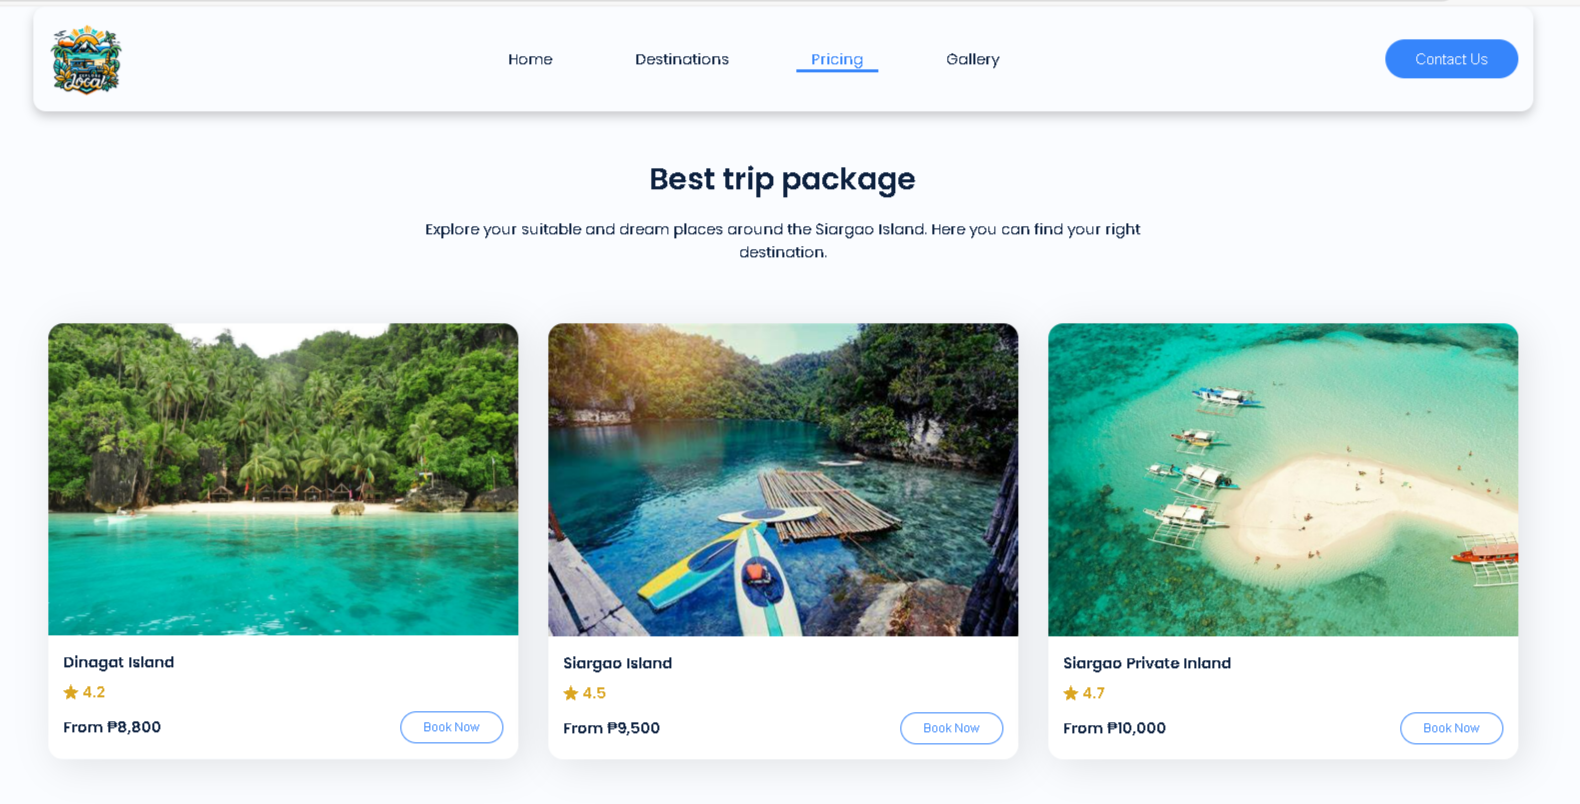 Local
Home
Destinations
Pricing
Gallery
Contact Us
Best trip package
Explore your suitable and dream places around the Siargao Island. Here you can find your right
destination.
Dinagat Island
4.2
From ₱8,800
Book Now
Siargao Island
4.5
From ₱9,500
Book Now
Siargao Private Inland
4.7
From ₱10,000
Book Now